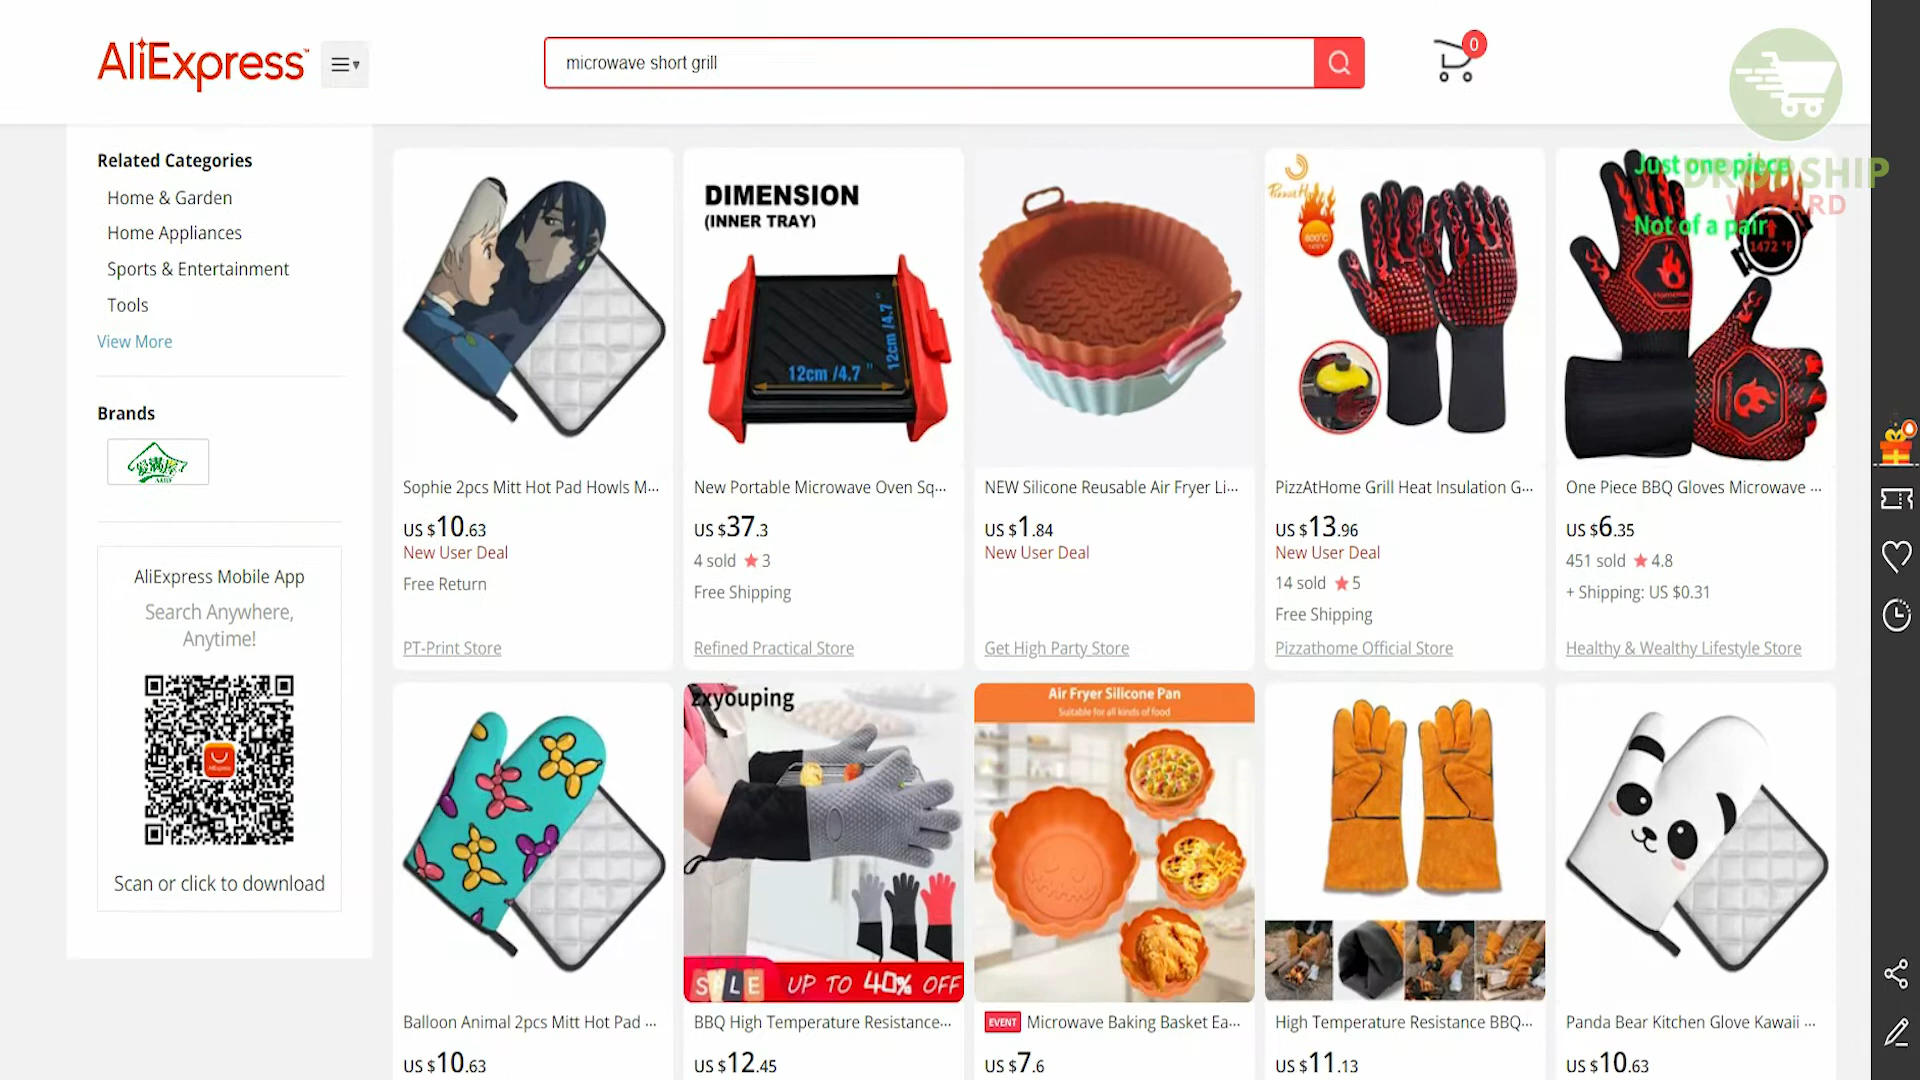 AliExpress
microwave short grill
0
DROPSHIP
WIZARD
Related Categories
Home & Garden
Home Appliances
Sports & Entertainment
Tools
View More
Brands
AliExpress Mobile App
Search Anywhere,
Anytime!
Scan or click to download
DIMENSION
(INNER TRAY)
12cm /4.7 "
12cm /4.7 "
Just one piece
Not of a pair
1472 °F
Sophie 2pcs Mitt Hot Pad Howls M...
US $10.63
New User Deal
Free Return
PT-Print Store
New Portable Microwave Oven Sq...
US $37.3
4 sold ★ 3
Free Shipping
Refined Practical Store
NEW Silicone Reusable Air Fryer Li...
US $1.84
New User Deal
Get High Party Store
PizzAtHome Grill Heat Insulation G...
US $13.96
New User Deal
14 sold ★ 5
Free Shipping
Pizzathome Official Store
One Piece BBQ Gloves Microwave ...
US $6.35
451 sold ★ 4.8
+ Shipping: US $0.31
Healthy & Wealthy Lifestyle Store
zxyouping
SALE UP TO 40% OFF
Air Fryer Silicone Pan
Suitable for all kinds of food
Balloon Animal 2pcs Mitt Hot Pad ...
US $10.63
BBQ High Temperature Resistance...
US $12.45
EVENT Microwave Baking Basket Ea...
US $7.6
High Temperature Resistance BBQ...
US $11.13
Panda Bear Kitchen Glove Kawaii ...
US $10.63